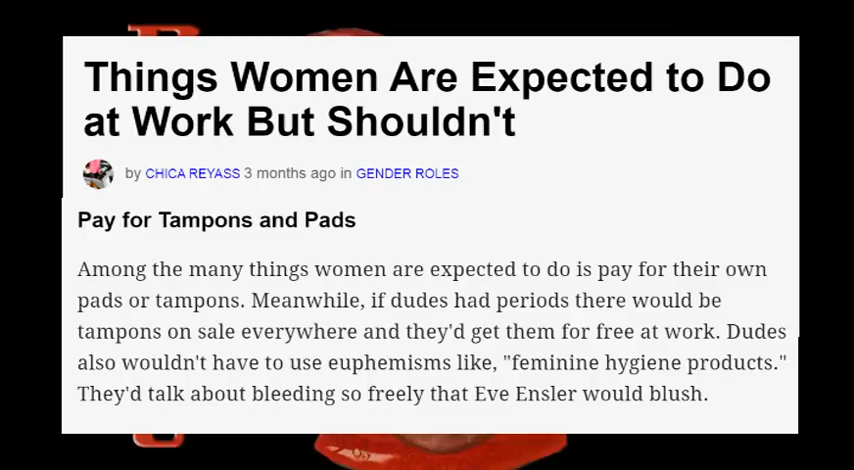 Things Women Are Expected to Do
at Work But Shouldn't
by CHICA REYASS 3 months ago in GENDER ROLES
Pay for Tampons and Pads
Among the many things women are expected to do is pay for their own
pads or tampons. Meanwhile, if dudes had periods there would be
tampons on sale everywhere and they'd get them for free at work. Dudes
also wouldn't have to use euphemisms like, "feminine hygiene products."
They'd talk about bleeding so freely that Eve Ensler would blush.